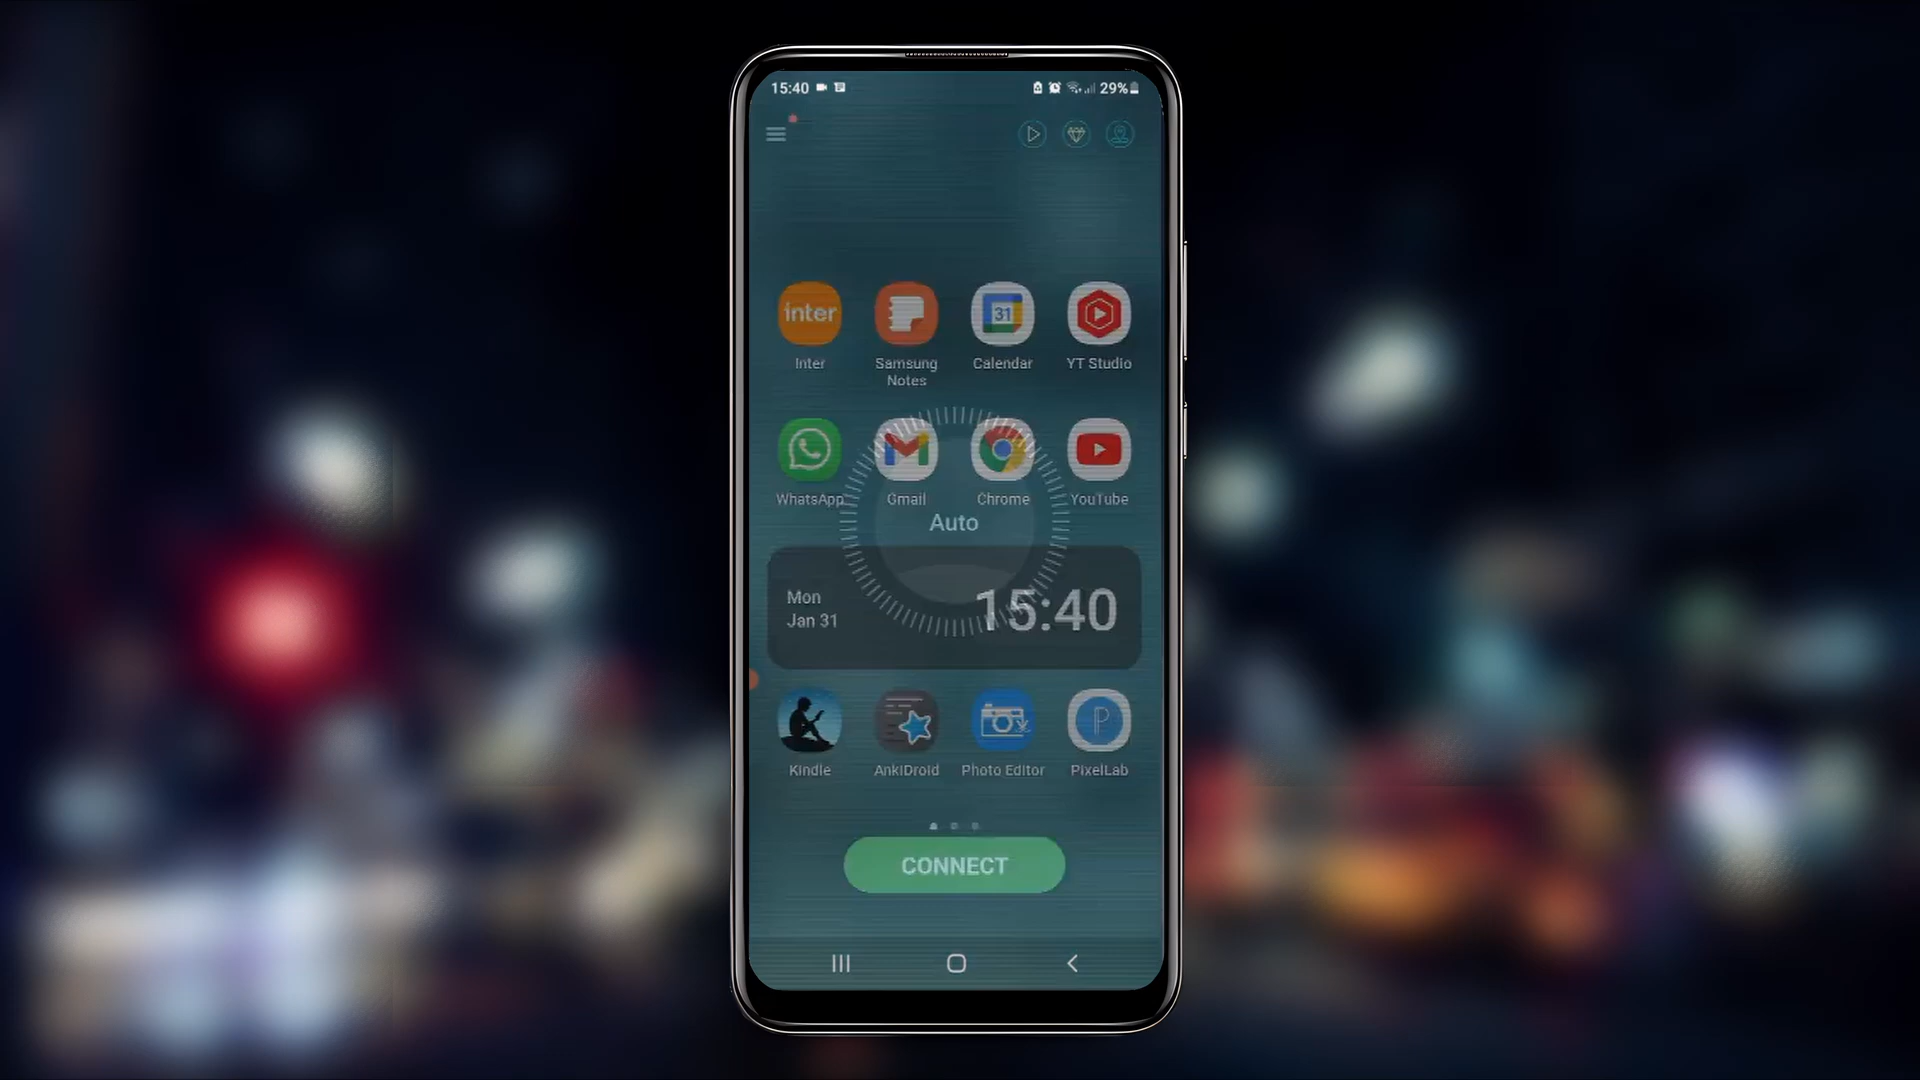 15:40 29%
inter 31
Inter Samsung Notes Calendar YT Studio
WhatsApp Gmail Chrome YouTube
Auto
Mon
Jan 31
15:40
Kindle AnkiDroid Photo Editor PixelLab
CONNECT